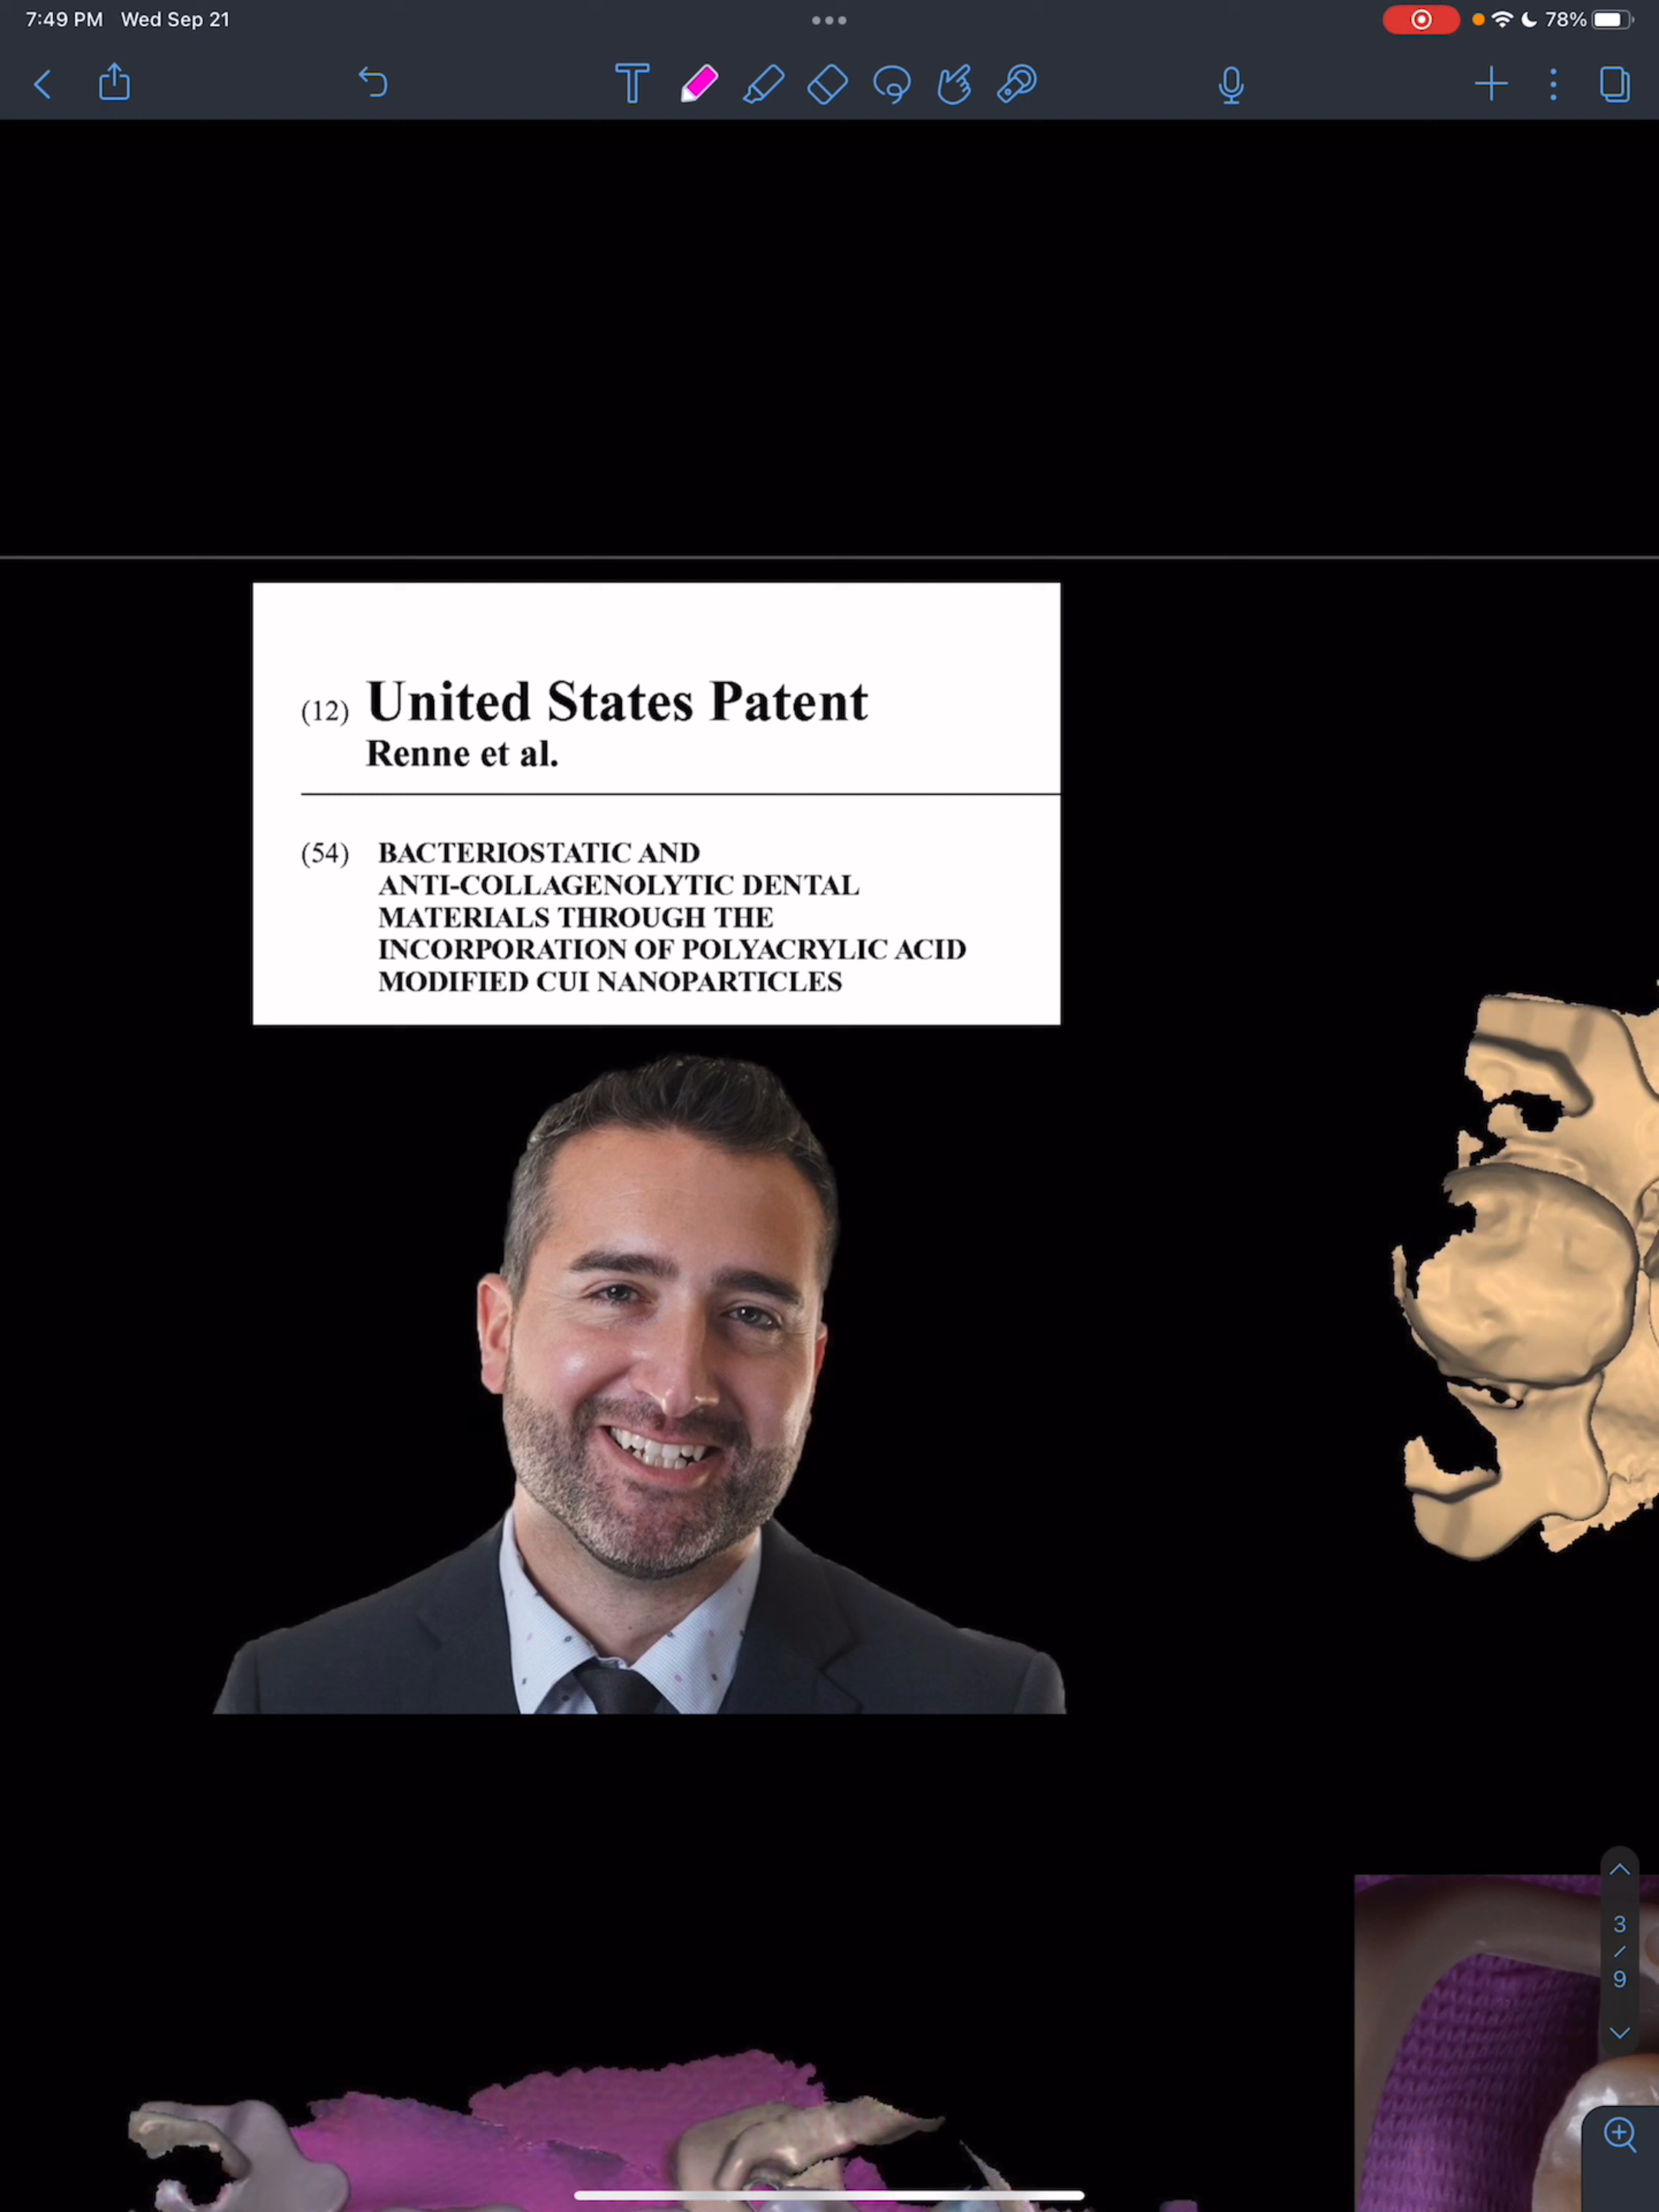 7:49 PM Wed Sep 21
78%
(12) United States Patent
Renne et al.
(54) BACTERIOSTATIC AND
ANTI-COLLAGENOLYTIC DENTAL
MATERIALS THROUGH THE
INCORPORATION OF POLYACRYLIC ACID
MODIFIED CUI NANOPARTICLES
3
/
9